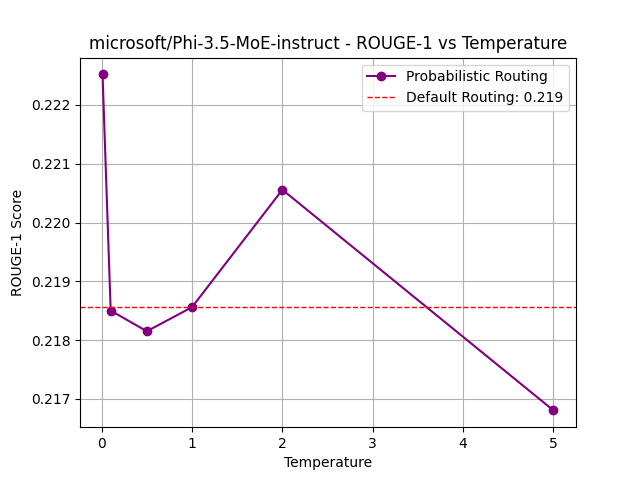 microsoft/Phi-3.5-MoE-instruct - ROUGE-1 vs Temperature
Probabilistic Routing
Default Routing: 0.219
ROUGE-1 Score
0.222
0.221
0.220
0.219
0.218
0.217
0 1 2 3 4 5
Temperature